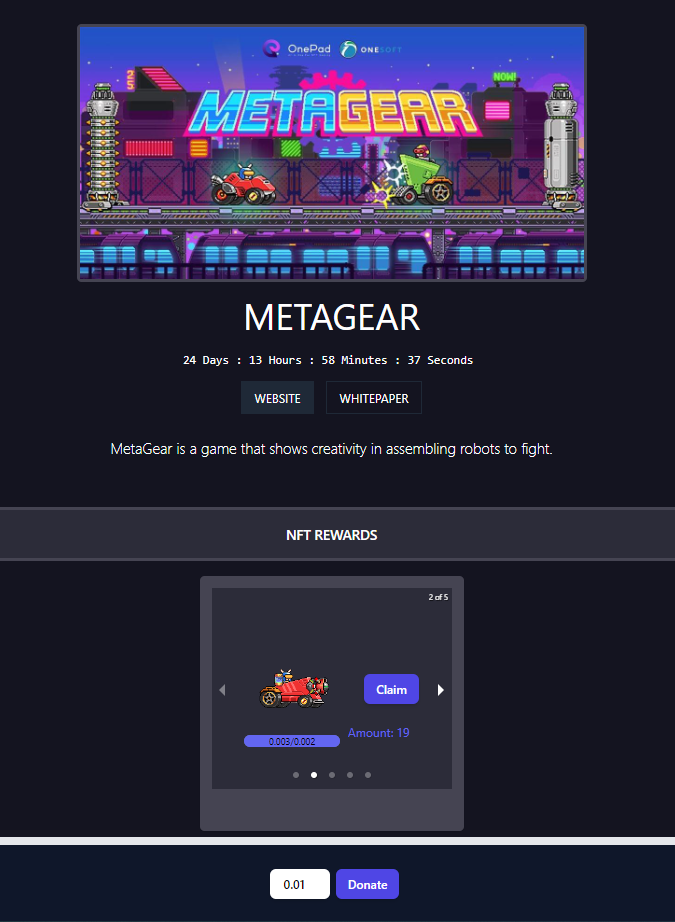 OnePad
ONESOFT
25
NOW!
METAGEAR
METAGEAR
24 Days : 13 Hours : 58 Minutes : 37 Seconds
WEBSITE
WHITEPAPER
MetaGear is a game that shows creativity in assembling robots to fight.
NFT REWARDS
2 of 5
Claim
Amount: 19
0.003/0.002
0.01
Donate